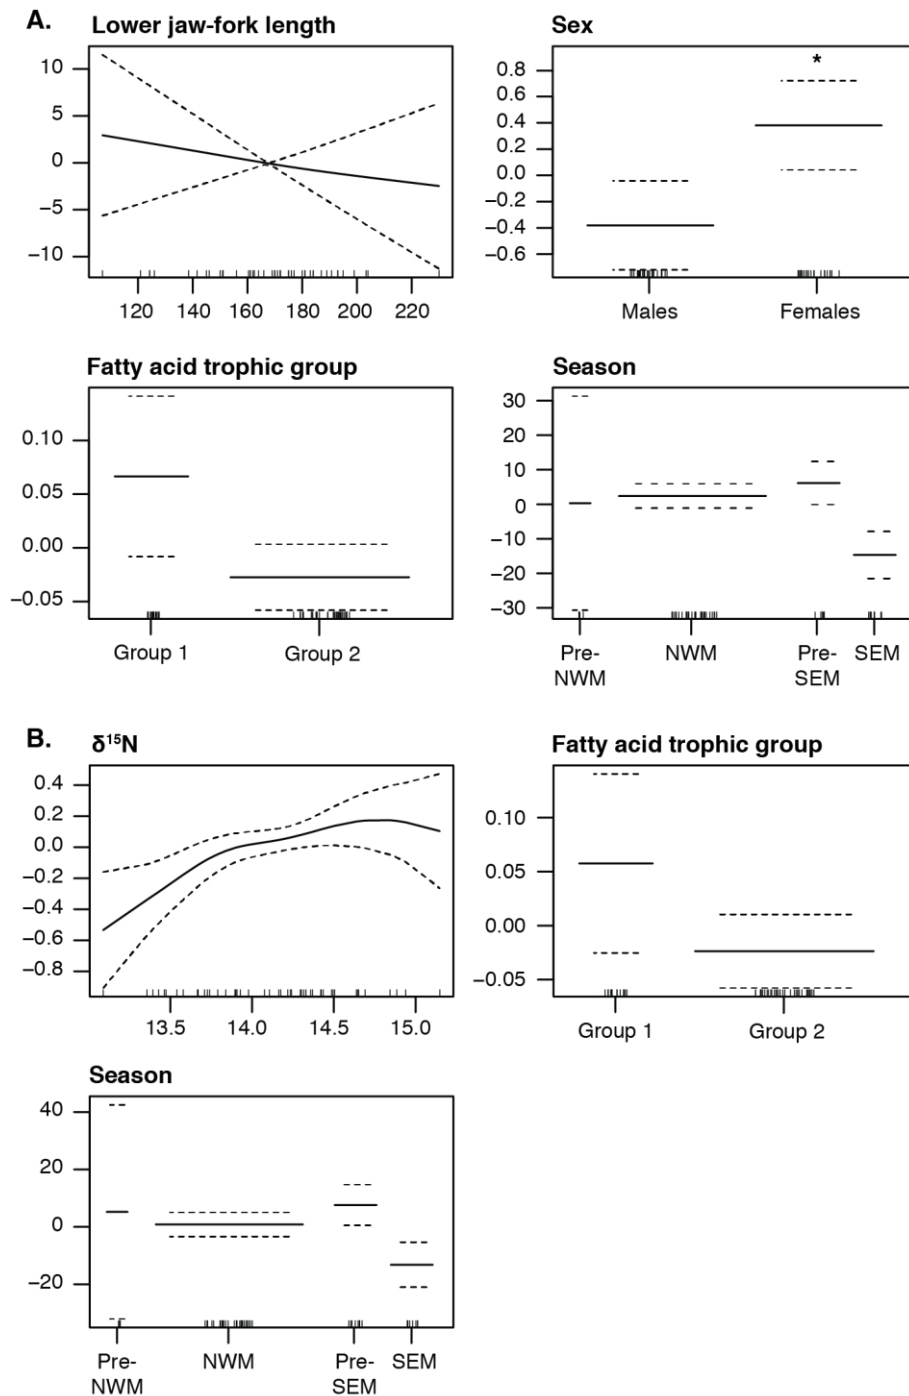 A.
Lower jaw-fork length
10
5
0
−5
−10
120 140 160 180 200 220
Sex
*
0.8
0.6
0.4
0.2
0.0
−0.2
−0.4
−0.6
Males Females
Fatty acid trophic group
0.10
0.05
0.00
−0.05
Group 1 Group 2
Season
30
20
10
0
−10
−20
−30
Pre- NWM Pre- SEM
NWM SEM
B.
δ¹⁵N
0.4
0.2
0.0
−0.2
−0.4
−0.6
−0.8
13.5 14.0 14.5 15.0
Fatty acid trophic group
0.10
0.05
0.00
−0.05
Group 1 Group 2
Season
40
20
0
−20
Pre- NWM Pre- SEM
NWM SEM